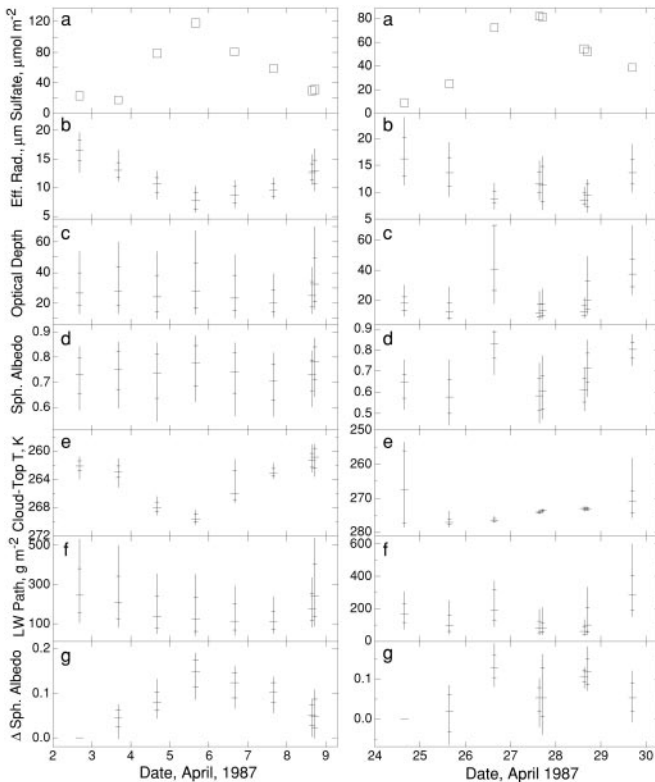 a
120
100
80
60
40
20
0
Eff. Rad., μm Sulfate, μmol m-2
b
20
15
10
5
c
60
40
20
Optical Depth
d
0.9
0.8
0.7
0.6
Sph. Albedo
e
260
264
268
272
Cloud-Top T, K
f
500
300
100
LW Path, g m-2
g
0.2
0.1
0.0
Δ Sph. Albedo
2 3 4 5 6 7 8 9
Date, April, 1987
a
80
60
40
20
0
b
20
15
10
5
c
60
40
20
d
0.9
0.8
0.7
0.6
0.5
e
250
260
270
280
f
600
400
200
0
g
0.1
0.0
24 25 26 27 28 29 30
Date, April, 1987